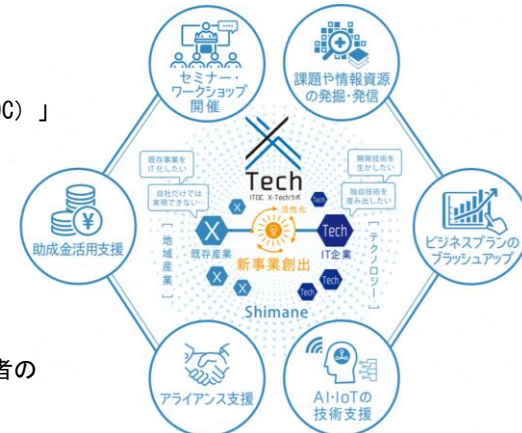 OC）」
者の
セミナー・
ワークショップ
開催
課題や情報資源
の発掘・発信
助成金活用支援
ビジネスプランの
ブラッシュアップ
アライアンス支援
AI・IoTの
技術支援
X
Tech
ITOC X-Techラボ
既存事業を
IT化したい
自社だけでは
実現できない…
開発技術を
生かしたい
独自技術を
産み出したい
[地域産業]
X
既存産業
X
X
X
活性化
新事業創出
Tech
IT企業
Tech
Tech
Tech
[テクノロジー]
Shimane